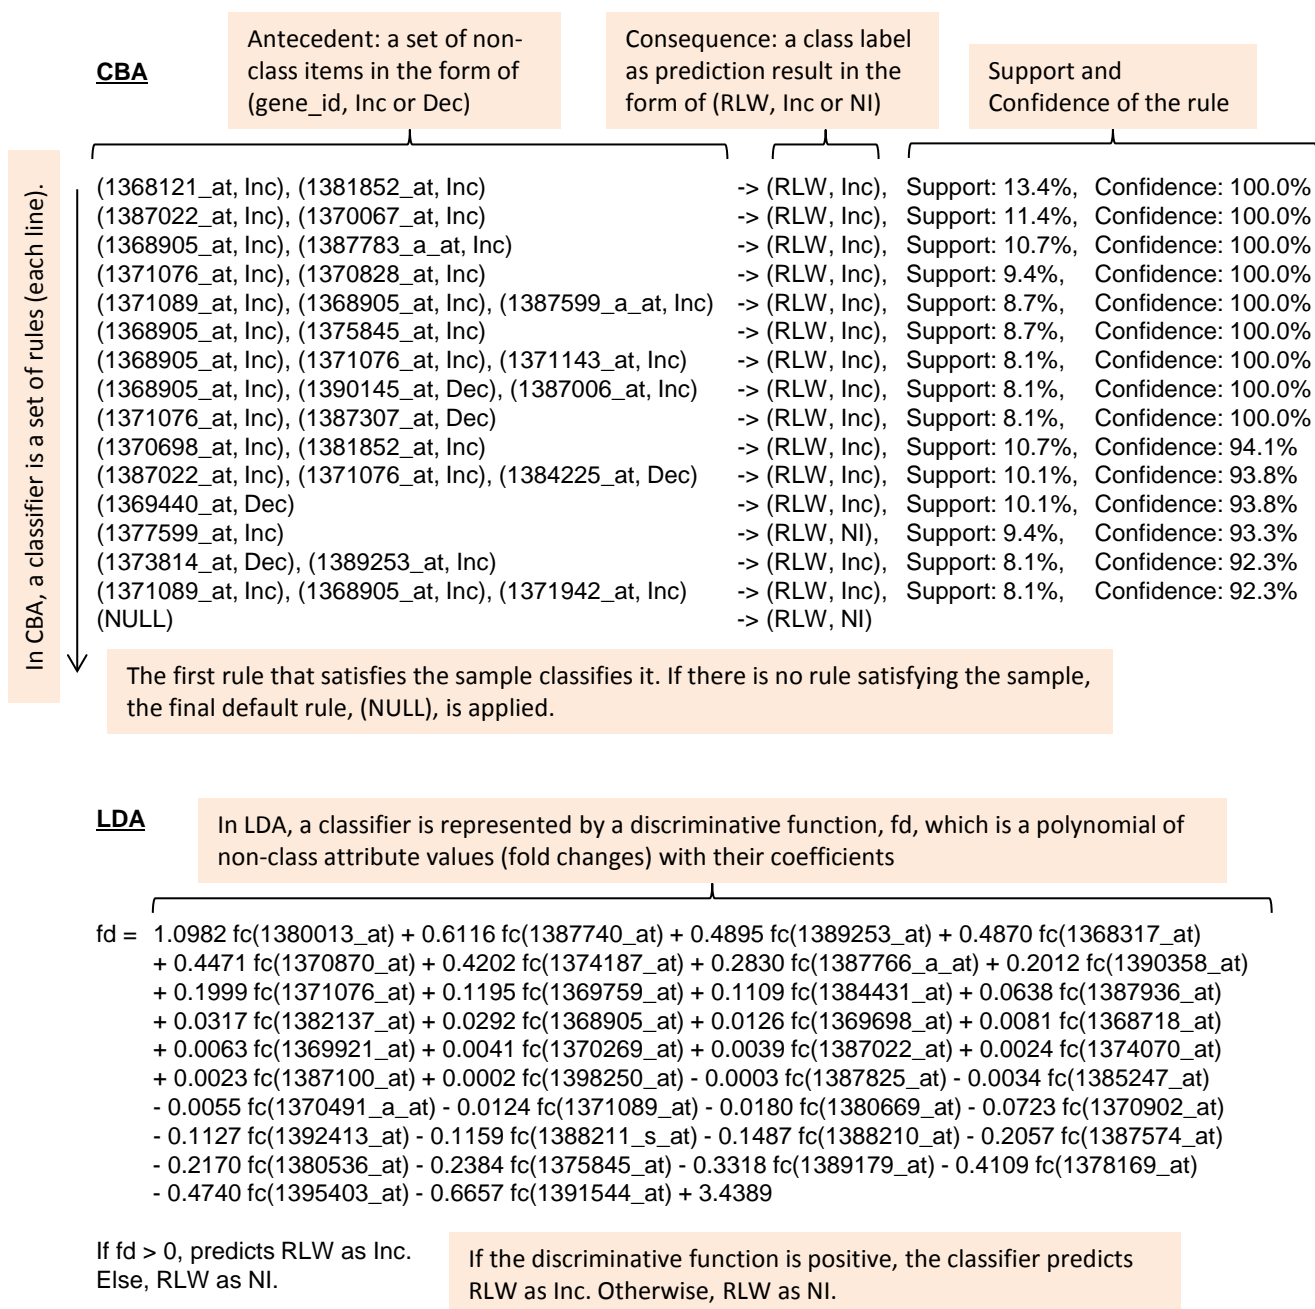 CBA
Antecedent: a set of non-
class items in the form of
(gene_id, Inc or Dec)
Consequence: a class label
as prediction result in the
form of (RLW, Inc or NI)
Support and
Confidence of the rule
In CBA, a classifier is a set of rules (each line).
(1368121_at, Inc), (1381852_at, Inc) -> (RLW, Inc), Support: 13.4%, Confidence: 100.0%
(1387022_at, Inc), (1370067_at, Inc) -> (RLW, Inc), Support: 11.4%, Confidence: 100.0%
(1368905_at, Inc), (1387783_a_at, Inc) -> (RLW, Inc), Support: 10.7%, Confidence: 100.0%
(1371076_at, Inc), (1370828_at, Inc) -> (RLW, Inc), Support: 9.4%, Confidence: 100.0%
(1371089_at, Inc), (1368905_at, Inc), (1387599_a_at, Inc) -> (RLW, Inc), Support: 8.7%, Confidence: 100.0%
(1368905_at, Inc), (1375845_at, Inc) -> (RLW, Inc), Support: 8.7%, Confidence: 100.0%
(1368905_at, Inc), (1371076_at, Inc), (1371143_at, Inc) -> (RLW, Inc), Support: 8.1%, Confidence: 100.0%
(1368905_at, Inc), (1390145_at, Dec), (1387006_at, Inc) -> (RLW, Inc), Support: 8.1%, Confidence: 100.0%
(1371076_at, Inc), (1387307_at, Dec) -> (RLW, Inc), Support: 8.1%, Confidence: 100.0%
(1370698_at, Inc), (1381852_at, Inc) -> (RLW, Inc), Support: 10.7%, Confidence: 94.1%
(1387022_at, Inc), (1371076_at, Inc), (1384225_at, Dec) -> (RLW, Inc), Support: 10.1%, Confidence: 93.8%
(1369440_at, Dec) -> (RLW, Inc), Support: 10.1%, Confidence: 93.8%
(1377599_at, Inc) -> (RLW, NI), Support: 9.4%, Confidence: 93.3%
(1373814_at, Dec), (1389253_at, Inc) -> (RLW, Inc), Support: 8.1%, Confidence: 92.3%
(1371089_at, Inc), (1368905_at, Inc), (1371942_at, Inc) -> (RLW, Inc), Support: 8.1%, Confidence: 92.3%
(NULL) -> (RLW, NI)
The first rule that satisfies the sample classifies it. If there is no rule satisfying the sample,
the final default rule, (NULL), is applied.
LDA
In LDA, a classifier is represented by a discriminative function, fd, which is a polynomial of
non-class attribute values (fold changes) with their coefficients
fd = 1.0982 fc(1380013_at) + 0.6116 fc(1387740_at) + 0.4895 fc(1389253_at) + 0.4870 fc(1368317_at)
+ 0.4471 fc(1370870_at) + 0.4202 fc(1374187_at) + 0.2830 fc(1387766_a_at) + 0.2012 fc(1390358_at)
+ 0.1999 fc(1371076_at) + 0.1195 fc(1369759_at) + 0.1109 fc(1384431_at) + 0.0638 fc(1387936_at)
+ 0.0317 fc(1382137_at) + 0.0292 fc(1368905_at) + 0.0126 fc(1369698_at) + 0.0081 fc(1368718_at)
+ 0.0063 fc(1369921_at) + 0.0041 fc(1370269_at) + 0.0039 fc(1387022_at) + 0.0024 fc(1374070_at)
+ 0.0023 fc(1387100_at) + 0.0002 fc(1398250_at) - 0.0003 fc(1387825_at) - 0.0034 fc(1385247_at)
- 0.0055 fc(1370491_a_at) - 0.0124 fc(1371089_at) - 0.0180 fc(1380669_at) - 0.0723 fc(1370902_at)
- 0.1127 fc(1392413_at) - 0.1159 fc(1388211_s_at) - 0.1487 fc(1388210_at) - 0.2057 fc(1387574_at)
- 0.2170 fc(1380536_at) - 0.2384 fc(1375845_at) - 0.3318 fc(1389179_at) - 0.4109 fc(1378169_at)
- 0.4740 fc(1395403_at) - 0.6657 fc(1391544_at) + 3.4389
If fd > 0, predicts RLW as Inc.
Else, RLW as NI.
If the discriminative function is positive, the classifier predicts
RLW as Inc. Otherwise, RLW as NI.